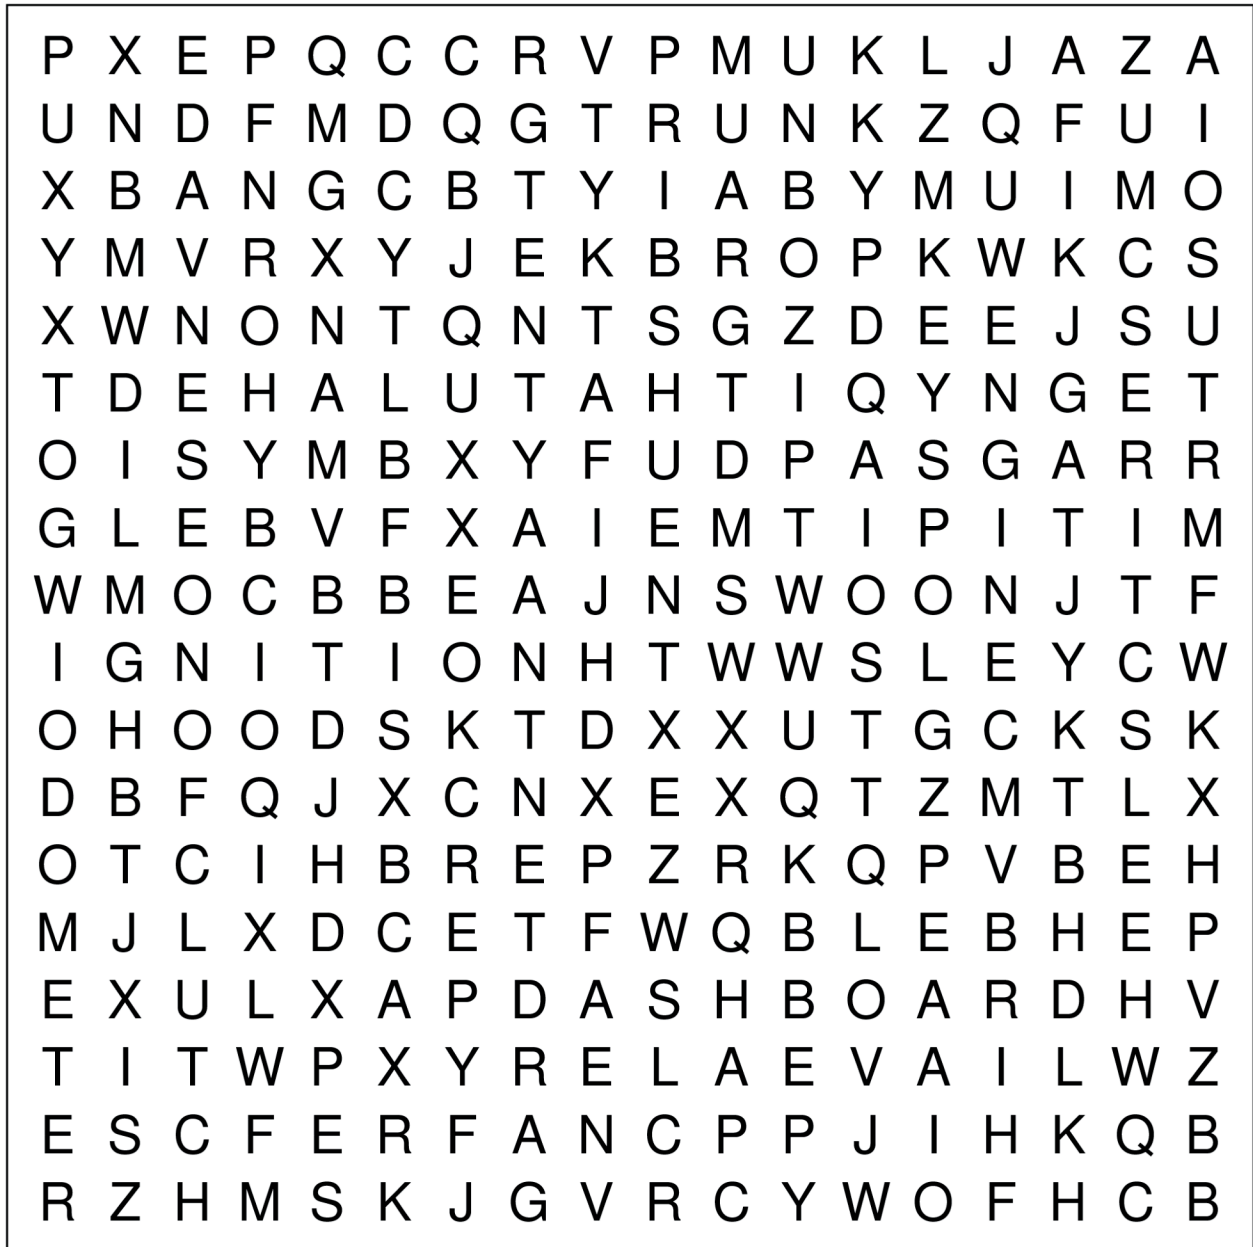 P X E P Q C C R V P M U K L J A Z A
U N D F M D Q G T R U N K Z Q F U I
X B A N G C B T Y I A B Y M U I M O
Y M V R X Y J E K B R O P K W K C S
X W N O N T Q N T S G Z D E E J S U
T D E H A L U T A H T I Q Y N G E T
O I S Y M B X Y F U D P A S G A R R
G L E B V F X A I E M T I P I T I M
W M O C B B E A J N S W O O N J T F
I G N I T I O N H T W W S L E Y C W
O H O O D S K T D X X U T G C K S K
D B F Q J X C N X E X Q T Z M T L X
O T C I H B R E P Z R K Q P V B E H
M J L X D C E T F W Q B L E B H E P
E X U L X A P D A S H B O A R D H V
T I T W P X Y R E L A E V A I L W Z
E S C F E R F A N C P P J I H K Q B
R Z H M S K J G V R C Y W O F H C B